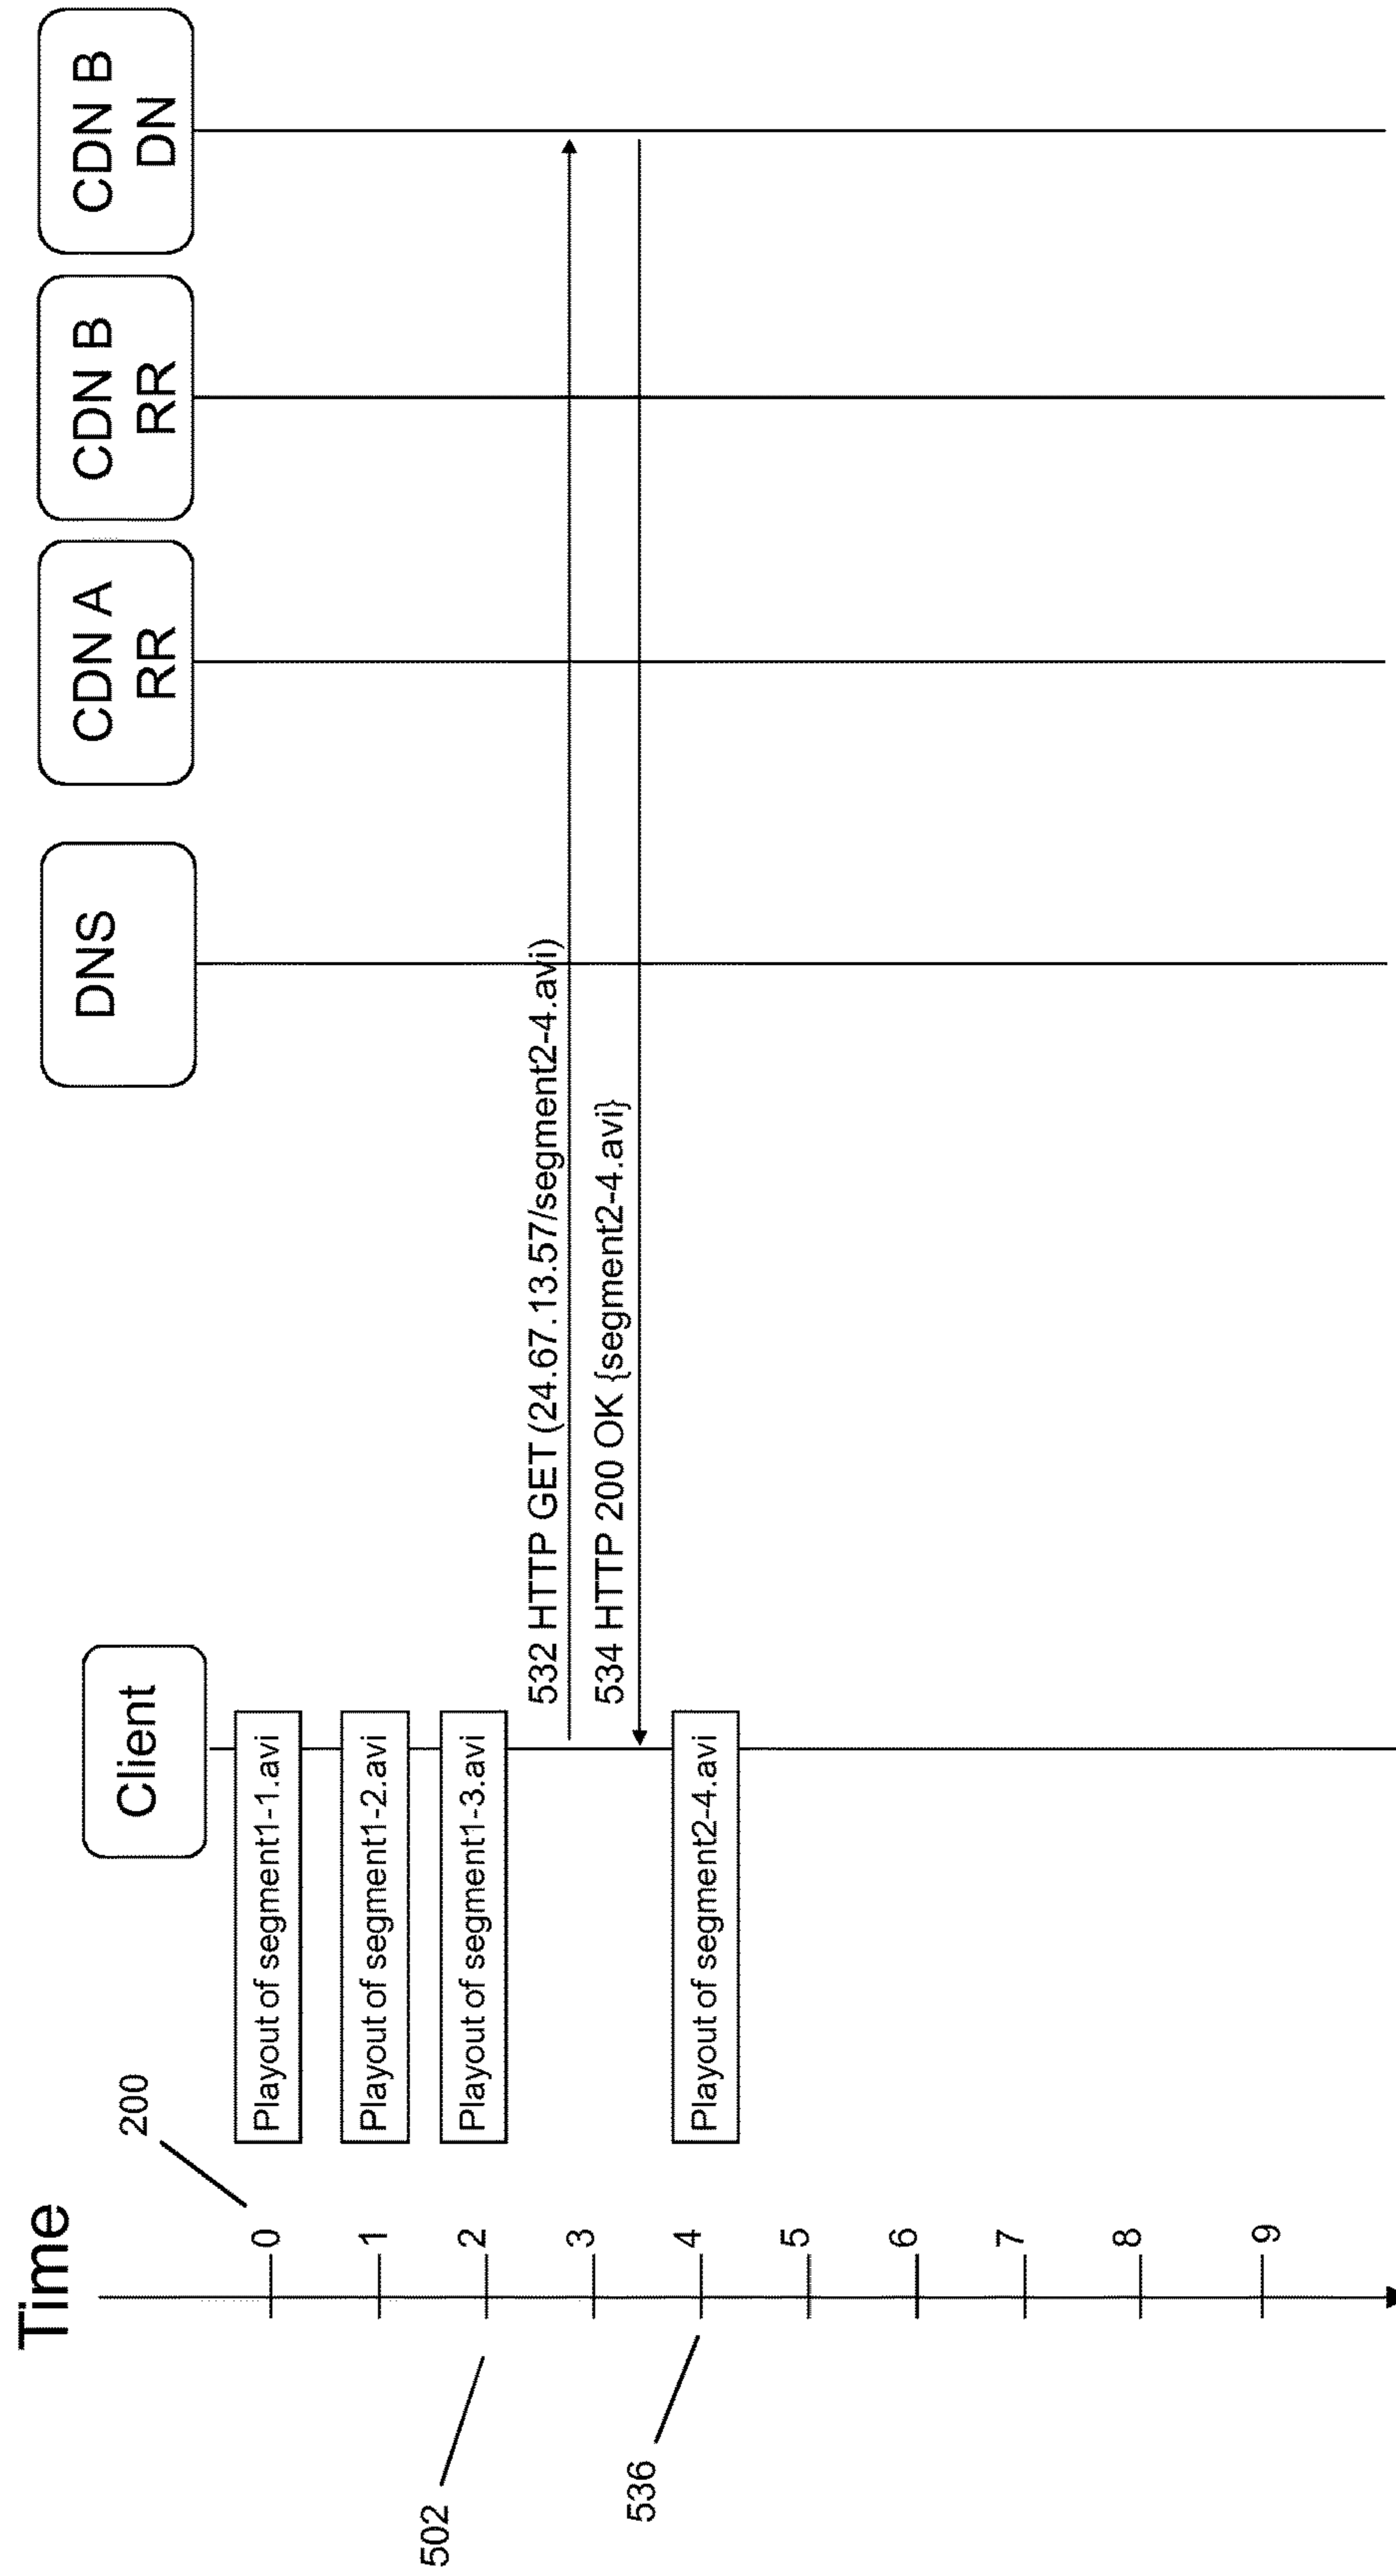 Time
200
Client
DNS
CDN A
RR
CDN B
RR
CDN B
DN
0
Playout of segment1-1.avi
1
Playout of segment1-2.avi
502
2
Playout of segment1-3.avi
532 HTTP GET (24.67.13.57/segment2-4.avi)
3
534 HTTP 200 OK {segment2-4.avi}
536
4
Playout of segment2-4.avi
5
6
7
8
9